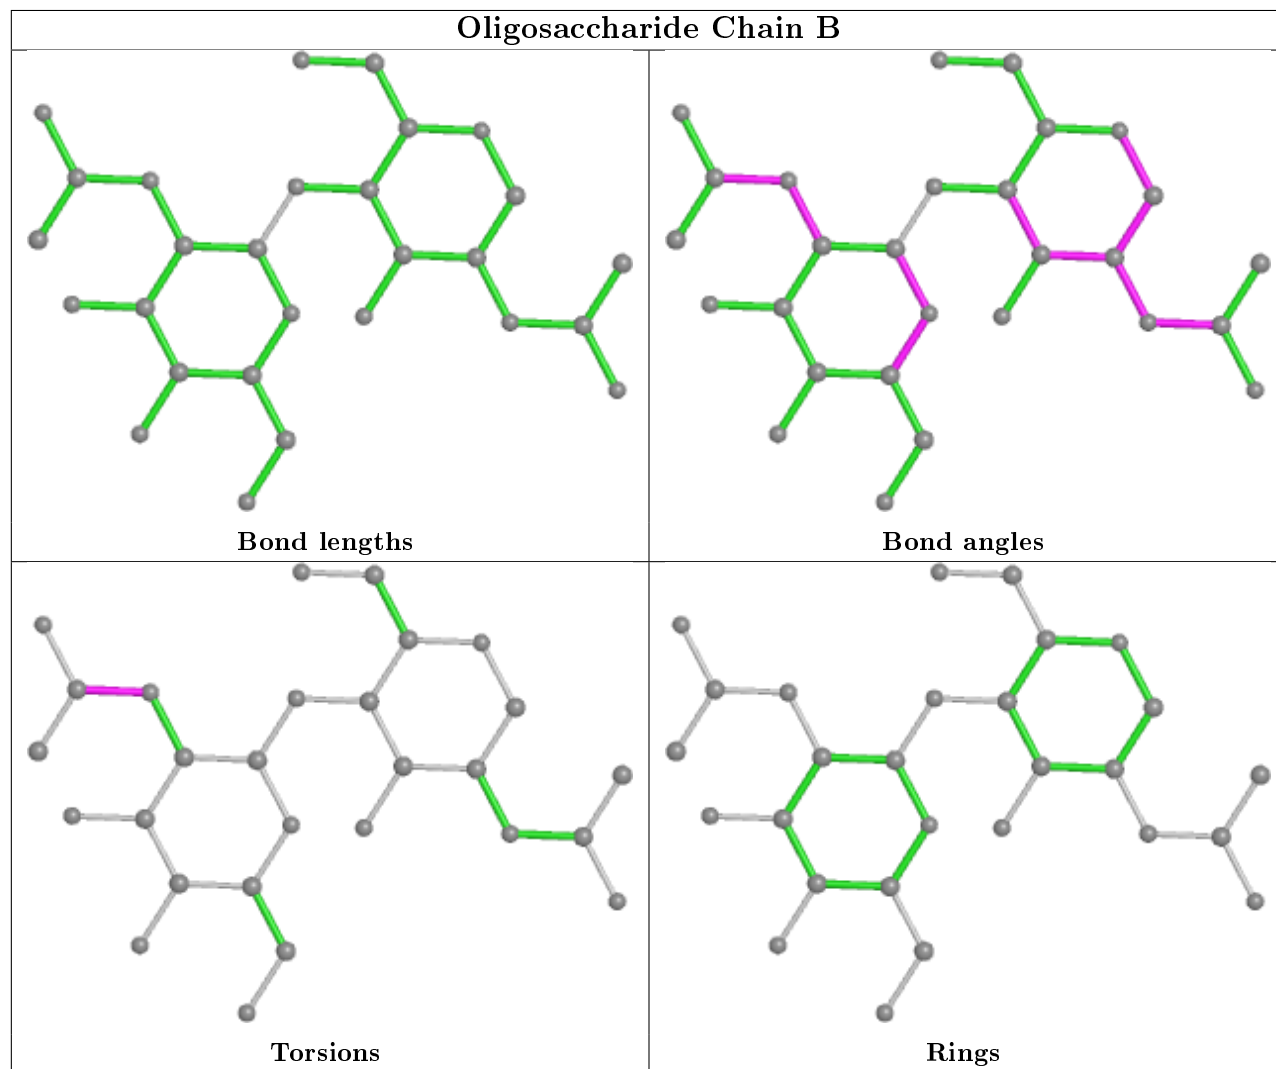 Oligosaccharide Chain B
Bond lengths
Bond angles
Torsions
Rings